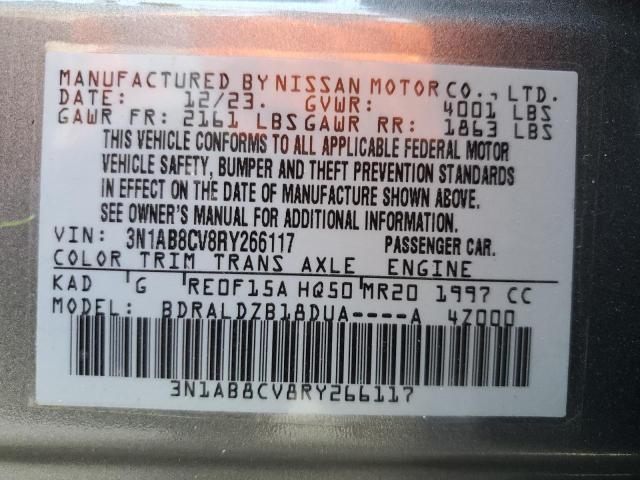 MANUFACTURED BY NISSAN MOTOR CO., LTD.
DATE: 12/23. GVWR: 4001 LBS
GAWR FR: 2161 LBS GAWR RR: 1863 LBS
THIS VEHICLE CONFORMS TO ALL APPLICABLE FEDERAL MOTOR
VEHICLE SAFETY, BUMPER AND THEFT PREVENTION STANDARDS
IN EFFECT ON THE DATE OF MANUFACTURE SHOWN ABOVE.
SEE OWNER'S MANUAL FOR ADDITIONAL INFORMATION.
VIN: 3N1AB8CV8RY266117 PASSENGER CAR.
COLOR TRIM TRANS AXLE ENGINE
KAD G RE0F15A HQ50 MR20 1997 CC
MODEL: BDRALDZB18DUA----A 4Z000
3N1AB8CV8RY266117